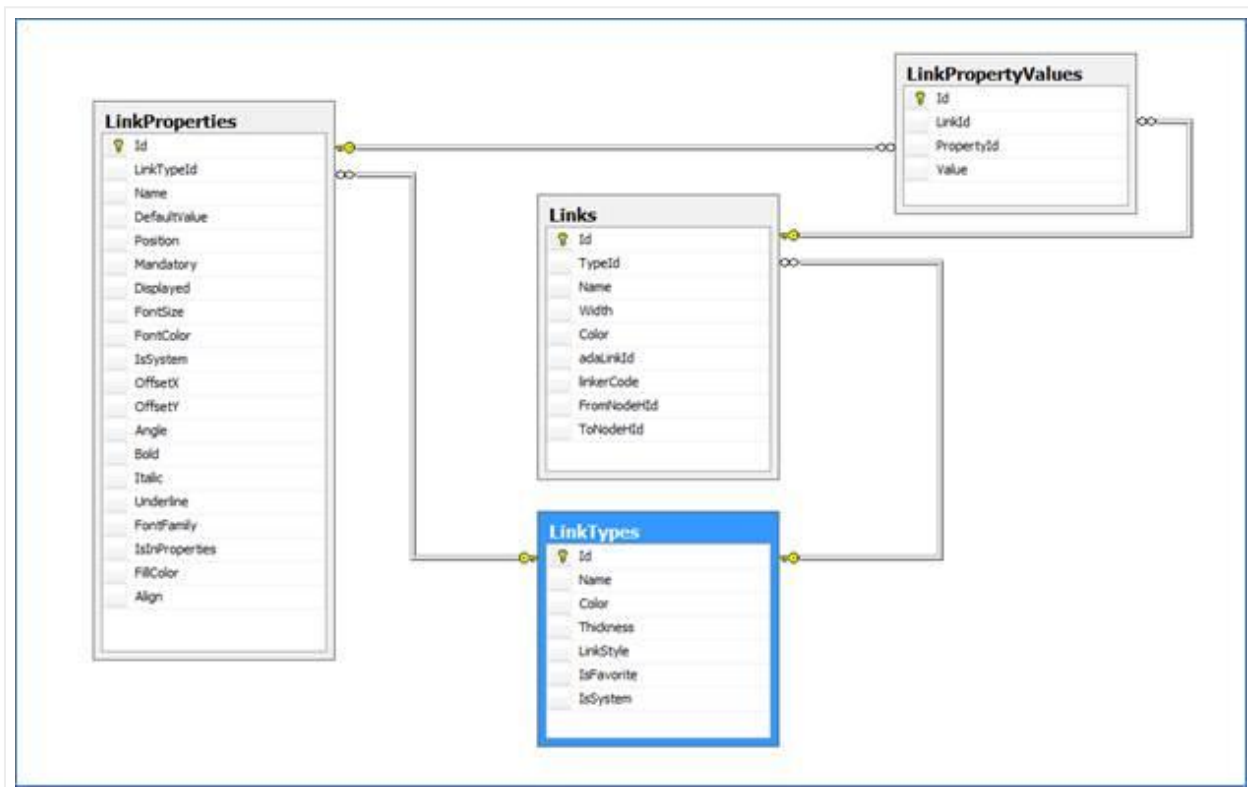 LinkProperties
Id
LinkTypeId
Name
DefaultValue
Position
Mandatory
Displayed
FontSize
FontColor
IsSystem
OffsetX
OffsetY
Angle
Bold
Italic
Underline
FontFamily
IsInProperties
FillColor
Align
LinkPropertyValues
Id
LinkId
PropertyId
Value
Links
Id
TypeId
Name
Width
Color
adaLinkId
linkerCode
FromNodeHId
ToNodeHId
LinkTypes
Id
Name
Color
Thickness
LinkStyle
IsFavorite
IsSystem